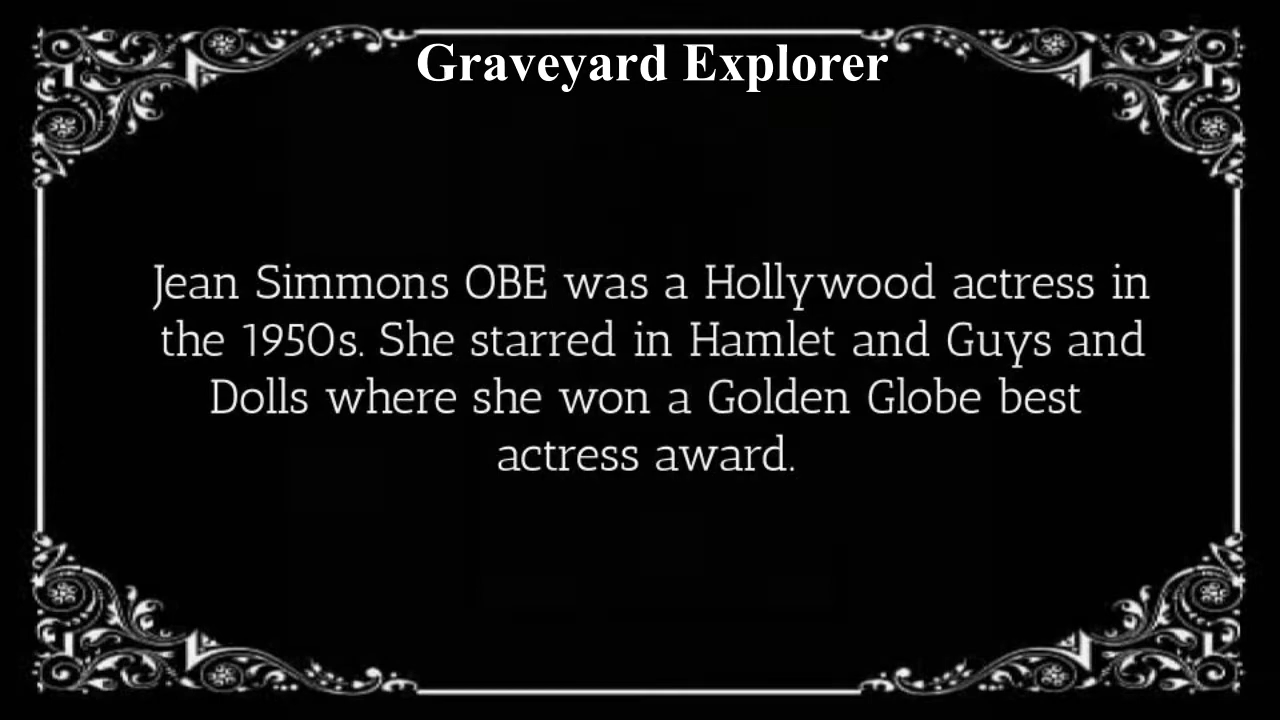 Graveyard Explorer
Jean Simmons OBE was a Hollywood actress in
the 1950s. She starred in Hamlet and Guys and
Dolls where she won a Golden Globe best
actress award.